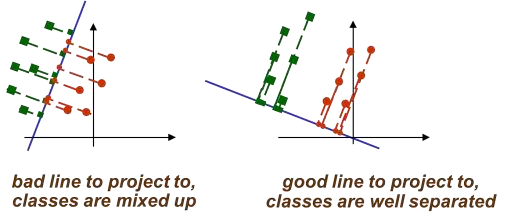 bad line to project to,
classes are mixed up
good line to project to,
classes are well separated